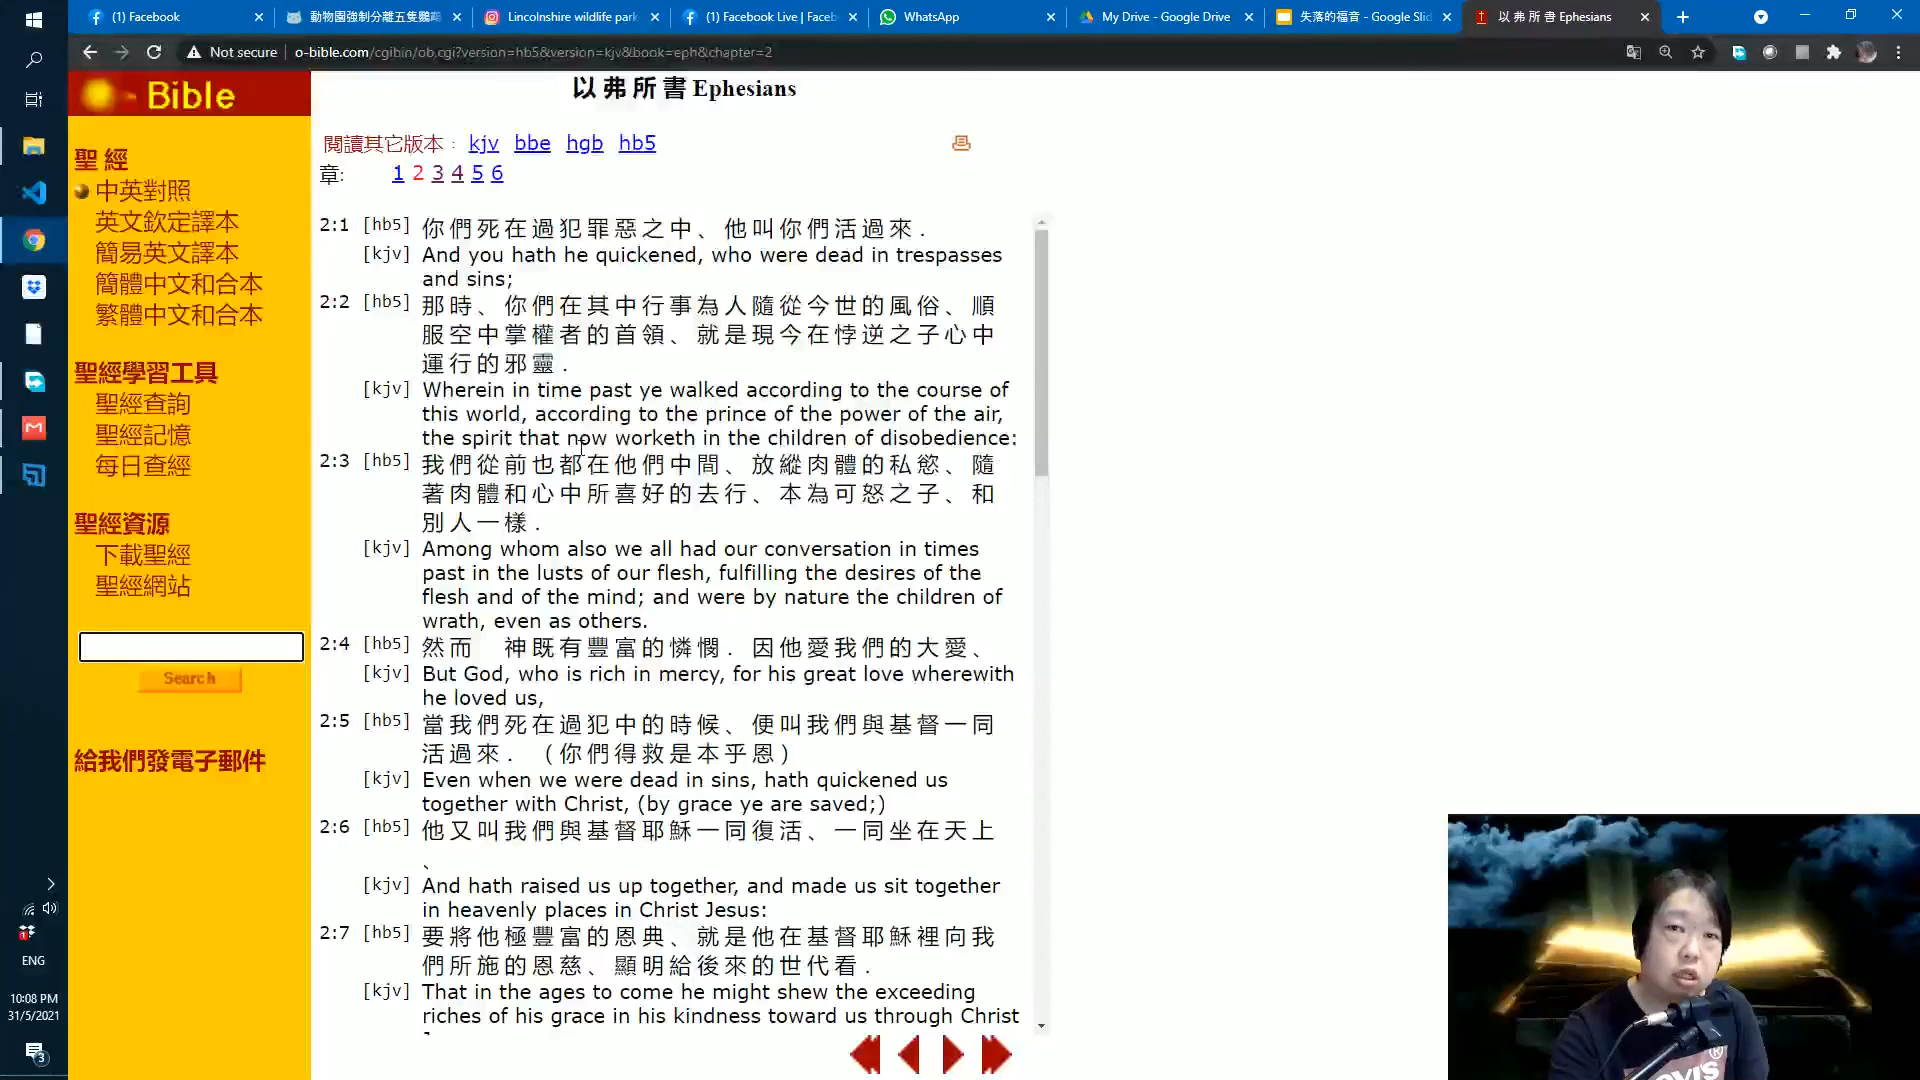 (1) Facebook
動物園強制分離五隻鸚鵡
Lincolnshire wildlife park
(1) Facebook Live | Faceb
WhatsApp
My Drive - Google Drive
失落的福音 - Google Slid
以 弗 所 書 Ephesians
Not secure
o-bible.com/cgibin/ob.cgi?version=hb5&version=kjv&book=eph&chapter=2
Bible
聖 經
中英對照
英文欽定譯本
簡易英文譯本
簡體中文和合本
繁體中文和合本
聖經學習工具
聖經查詢
聖經記憶
每日查經
聖經資源
下載聖經
聖經網站
Search
給我們發電子郵件
以 弗 所 書 Ephesians
閱讀其它版本： kjv bbe hgb hb5
章: 1 2 3 4 5 6
2:1 [hb5] 你們死在過犯罪惡之中、他叫你們活過來．
[kjv] And you hath he quickened, who were dead in trespasses
and sins;
2:2 [hb5] 那時、你們在其中行事為人隨從今世的風俗、順
服空中掌權者的首領、就是現今在悖逆之子心中
運行的邪靈．
[kjv] Wherein in time past ye walked according to the course of
this world, according to the prince of the power of the air,
the spirit that now worketh in the children of disobedience:
2:3 [hb5] 我們從前也都在他們中間、放縱肉體的私慾、隨
著肉體和心中所喜好的去行、本為可怒之子、和
別人一樣．
[kjv] Among whom also we all had our conversation in times
past in the lusts of our flesh, fulfilling the desires of the
flesh and of the mind; and were by nature the children of
wrath, even as others.
2:4 [hb5] 然而　神既有豐富的憐憫．因他愛我們的大愛、
[kjv] But God, who is rich in mercy, for his great love wherewith
he loved us,
2:5 [hb5] 當我們死在過犯中的時候、便叫我們與基督一同
活過來．（你們得救是本乎恩）
[kjv] Even when we were dead in sins, hath quickened us
together with Christ, (by grace ye are saved;)
2:6 [hb5] 他又叫我們與基督耶穌一同復活、一同坐在天上
、
[kjv] And hath raised us up together, and made us sit together
in heavenly places in Christ Jesus:
2:7 [hb5] 要將他極豐富的恩典、就是他在基督耶穌裡向我
們所施的恩慈、顯明給後來的世代看．
[kjv] That in the ages to come he might shew the exceeding
riches of his grace in his kindness toward us through Christ
ENG
10:08 PM
31/5/2021
3